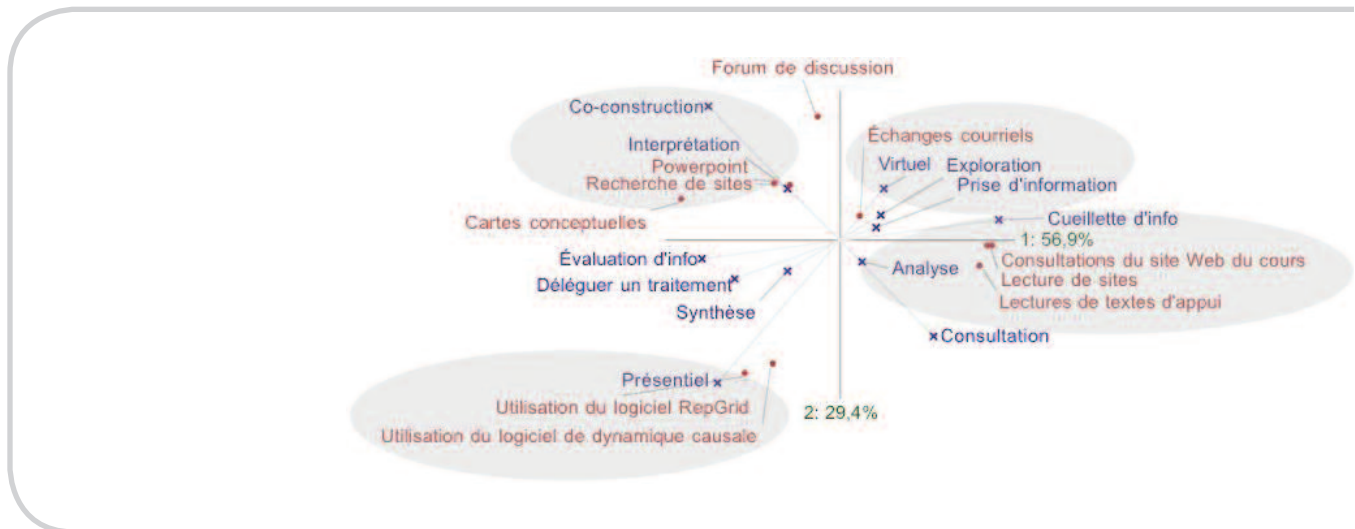 Forum de discussion
Co-construction
Échanges courriels
Interprétation
Virtuel
Exploration
Powerpoint
Prise d'information
Recherche de sites
Cartes conceptuelles
Cueillette d'info
1: 56,9%
Évaluation d'info
Consultations du site Web du cours
Analyse
Lecture de sites
Déléguer un traitement
Lectures de textes d'appui
Synthèse
Consultation
Présentiel
Utilisation du logiciel RepGrid
2: 29,4%
Utilisation du logiciel de dynamique causale